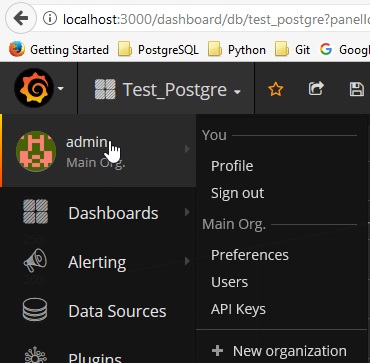 localhost:3000/dashboard/db/test_postgre?panelId
Getting Started PostgreSQL Python Git Googl
Test_Postgre
admin
Main Org.
Dashboards
Alerting
Data Sources
Plugins
You
Profile
Sign out
Main Org.
Preferences
Users
API Keys
+ New organization